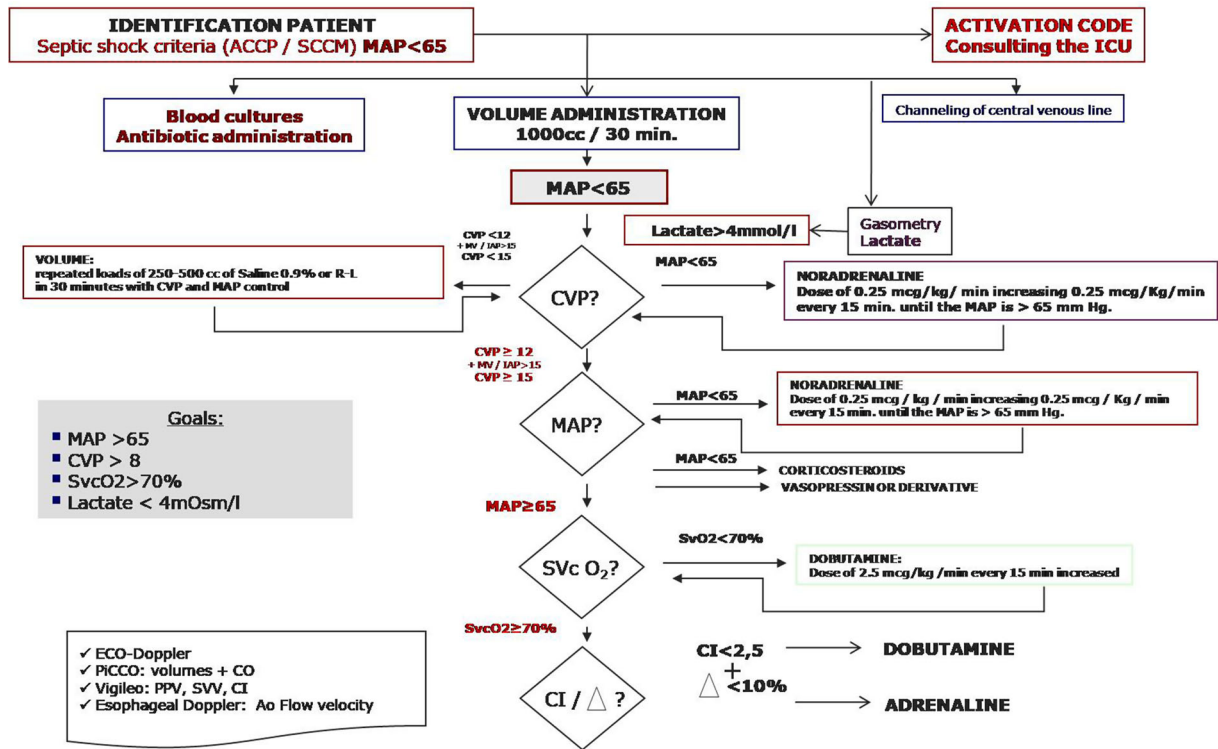 IDENTIFICATION PATIENT
Septic shock criteria (ACCP / SCCM) MAP<65
ACTIVATION CODE
Consulting the ICU
Blood cultures
Antibiotic administration
VOLUME ADMINISTRATION
1000cc / 30 min.
Channeling of central venous line
MAP<65
Lactate>4mmol/l
Gasometry
Lactate
CVP <12
+ MV / IAP>15
CVP < 15
VOLUME:
repeated loads of 250-500 cc of Saline 0.9% or R-L
in 30 minutes with CVP and MAP control
CVP?
MAP<65
NORADRENALINE
Dose of 0.25 mcg/kg/ min increasing 0.25 mcg/Kg/min
every 15 min. until the MAP is > 65 mm Hg.
CVP ≥ 12
+ MV / IAP>15
CVP ≥ 15
MAP?
MAP<65
NORADRENALINE
Dose of 0.25 mcg / kg / min increasing 0.25 mcg / Kg / min
every 15 min. until the MAP is > 65 mm Hg.
MAP<65
CORTICOSTEROIDS
VASOPRESSIN OR DERIVATIVE
Goals:
▪ MAP >65
▪ CVP > 8
▪ SvcO2>70%
▪ Lactate < 4mOsm/l
MAP≥65
SVc O₂?
SvO2<70%
DOBUTAMINE:
Dose of 2.5 mcg/kg /min every 15 min increased
SvcO2≥70%
✓ ECO-Doppler
✓ PiCCO: volumes + CO
✓ Vigileo: PPV, SVV, CI
✓ Esophageal Doppler: Ao Flow velocity
CI / △ ?
CI<2,5
+
△ <10%
DOBUTAMINE
ADRENALINE